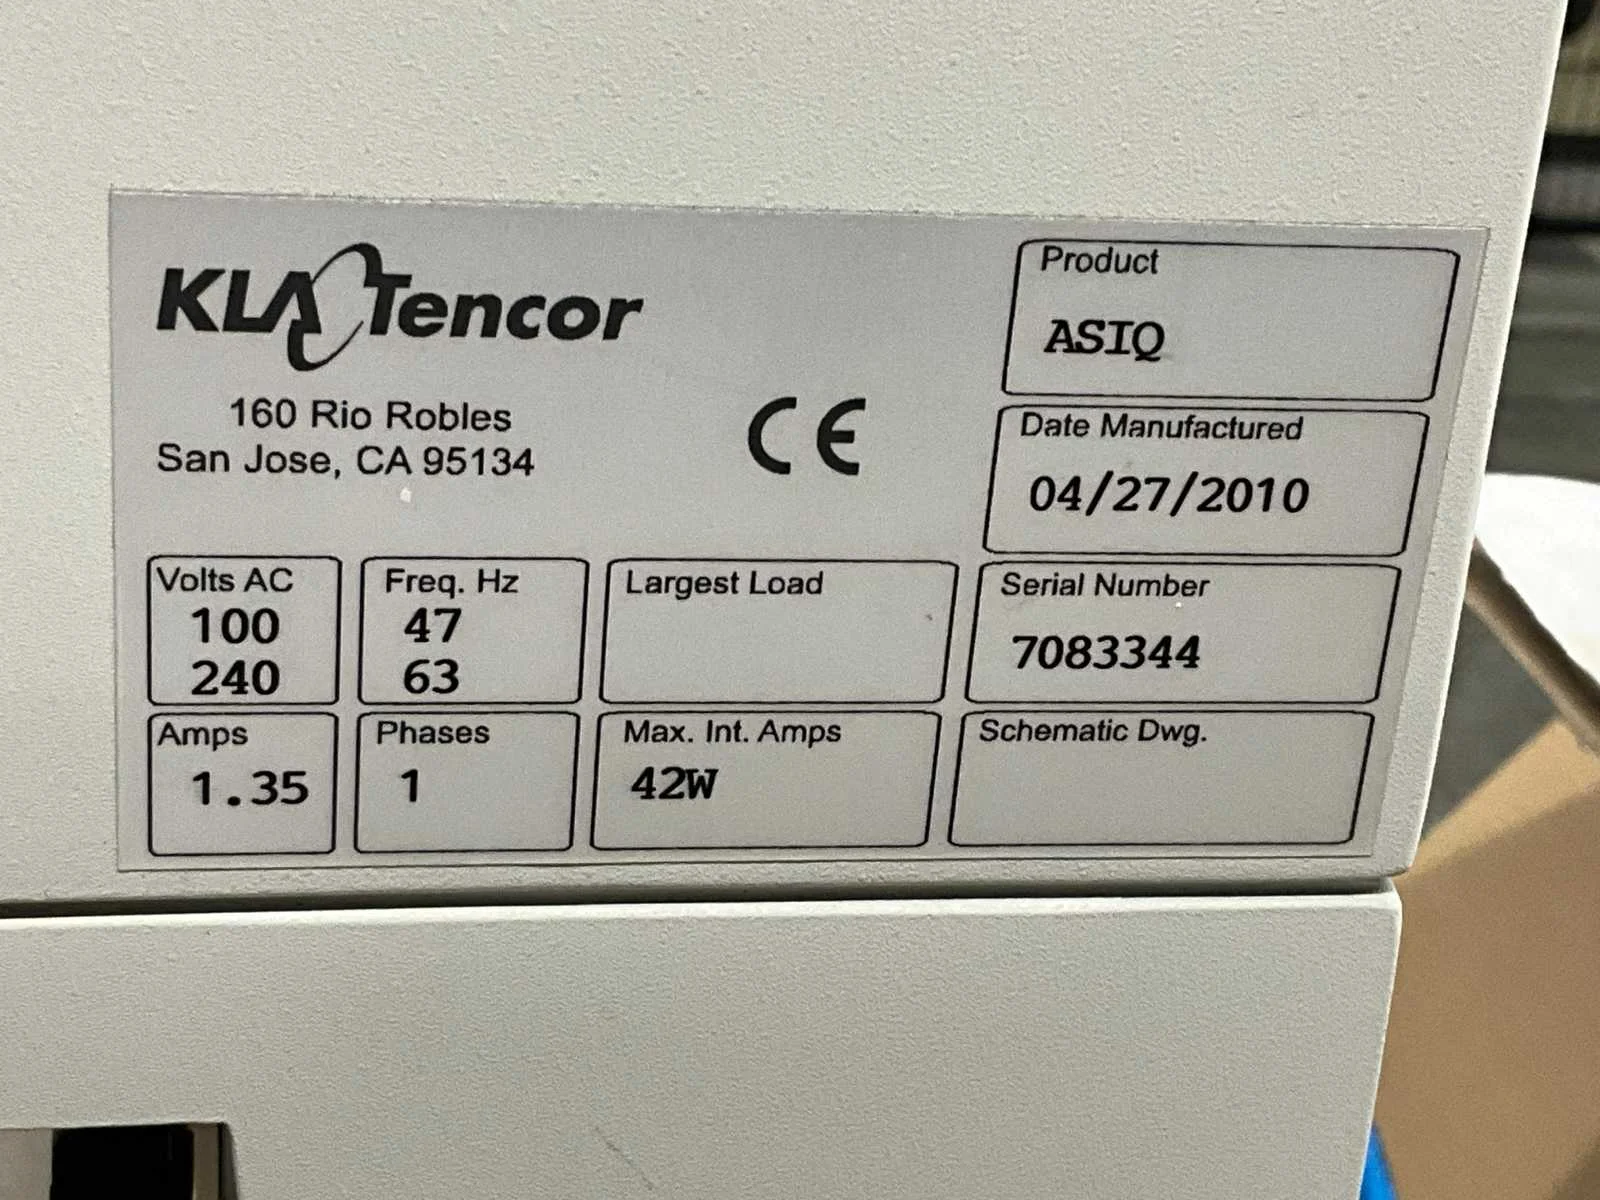 KLA Tencor
160 Rio Robles
San Jose, CA 95134
CE
Product
ASIQ
Date Manufactured
04/27/2010
Volts AC
100
240
Freq. Hz
47
63
Largest Load
Serial Number
7083344
Amps
1.35
Phases
1
Max. Int. Amps
42W
Schematic Dwg.